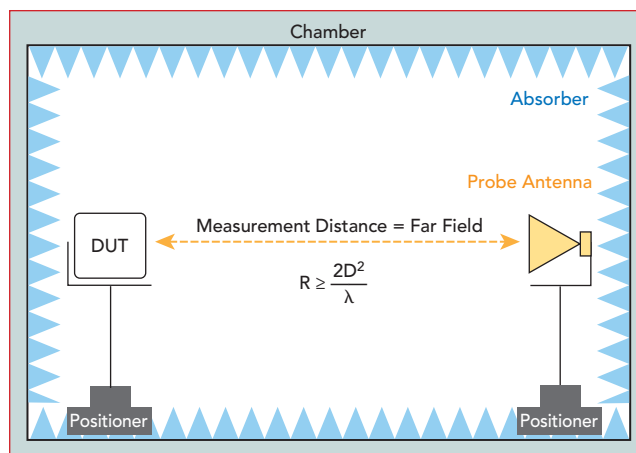 Chamber
Absorber
Probe Antenna
Measurement Distance = Far Field
DUT
R ≥ 2D²/λ
Positioner
Positioner